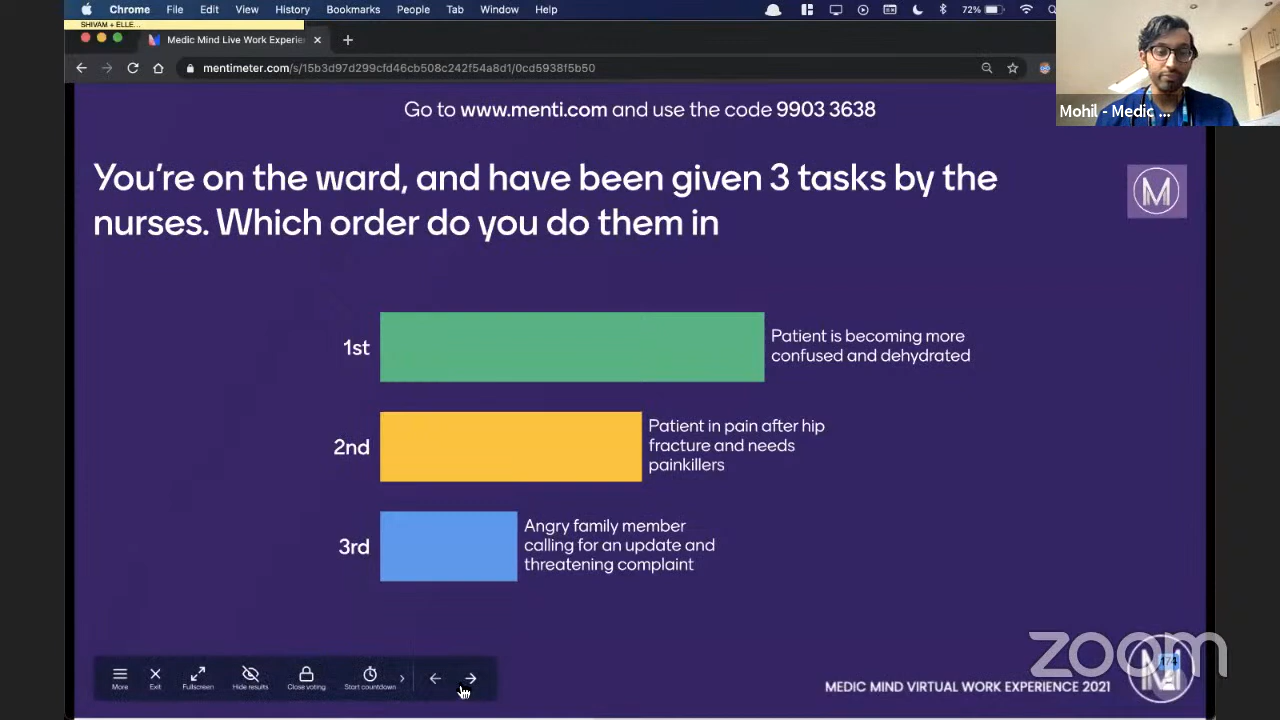 Chrome File Edit View History Bookmarks People Tab Window Help 72%
SHIVAM + ELLE...
Medic Mind Live Work Experie
mentimeter.com/s/15b3d97d299cfd46cb508c242f54a8d1/0cd5938f5b50
Mohil - Medic ...
Go to www.menti.com and use the code 9903 3638
You're on the ward, and have been given 3 tasks by the
nurses. Which order do you do them in
M
1st
Patient is becoming more
confused and dehydrated
2nd
Patient in pain after hip
fracture and needs
painkillers
3rd
Angry family member
calling for an update and
threatening complaint
More Exit Fullscreen Hide results Close voting Start countdown
zoom
MEDIC MIND VIRTUAL WORK EXPERIENCE 2021
174